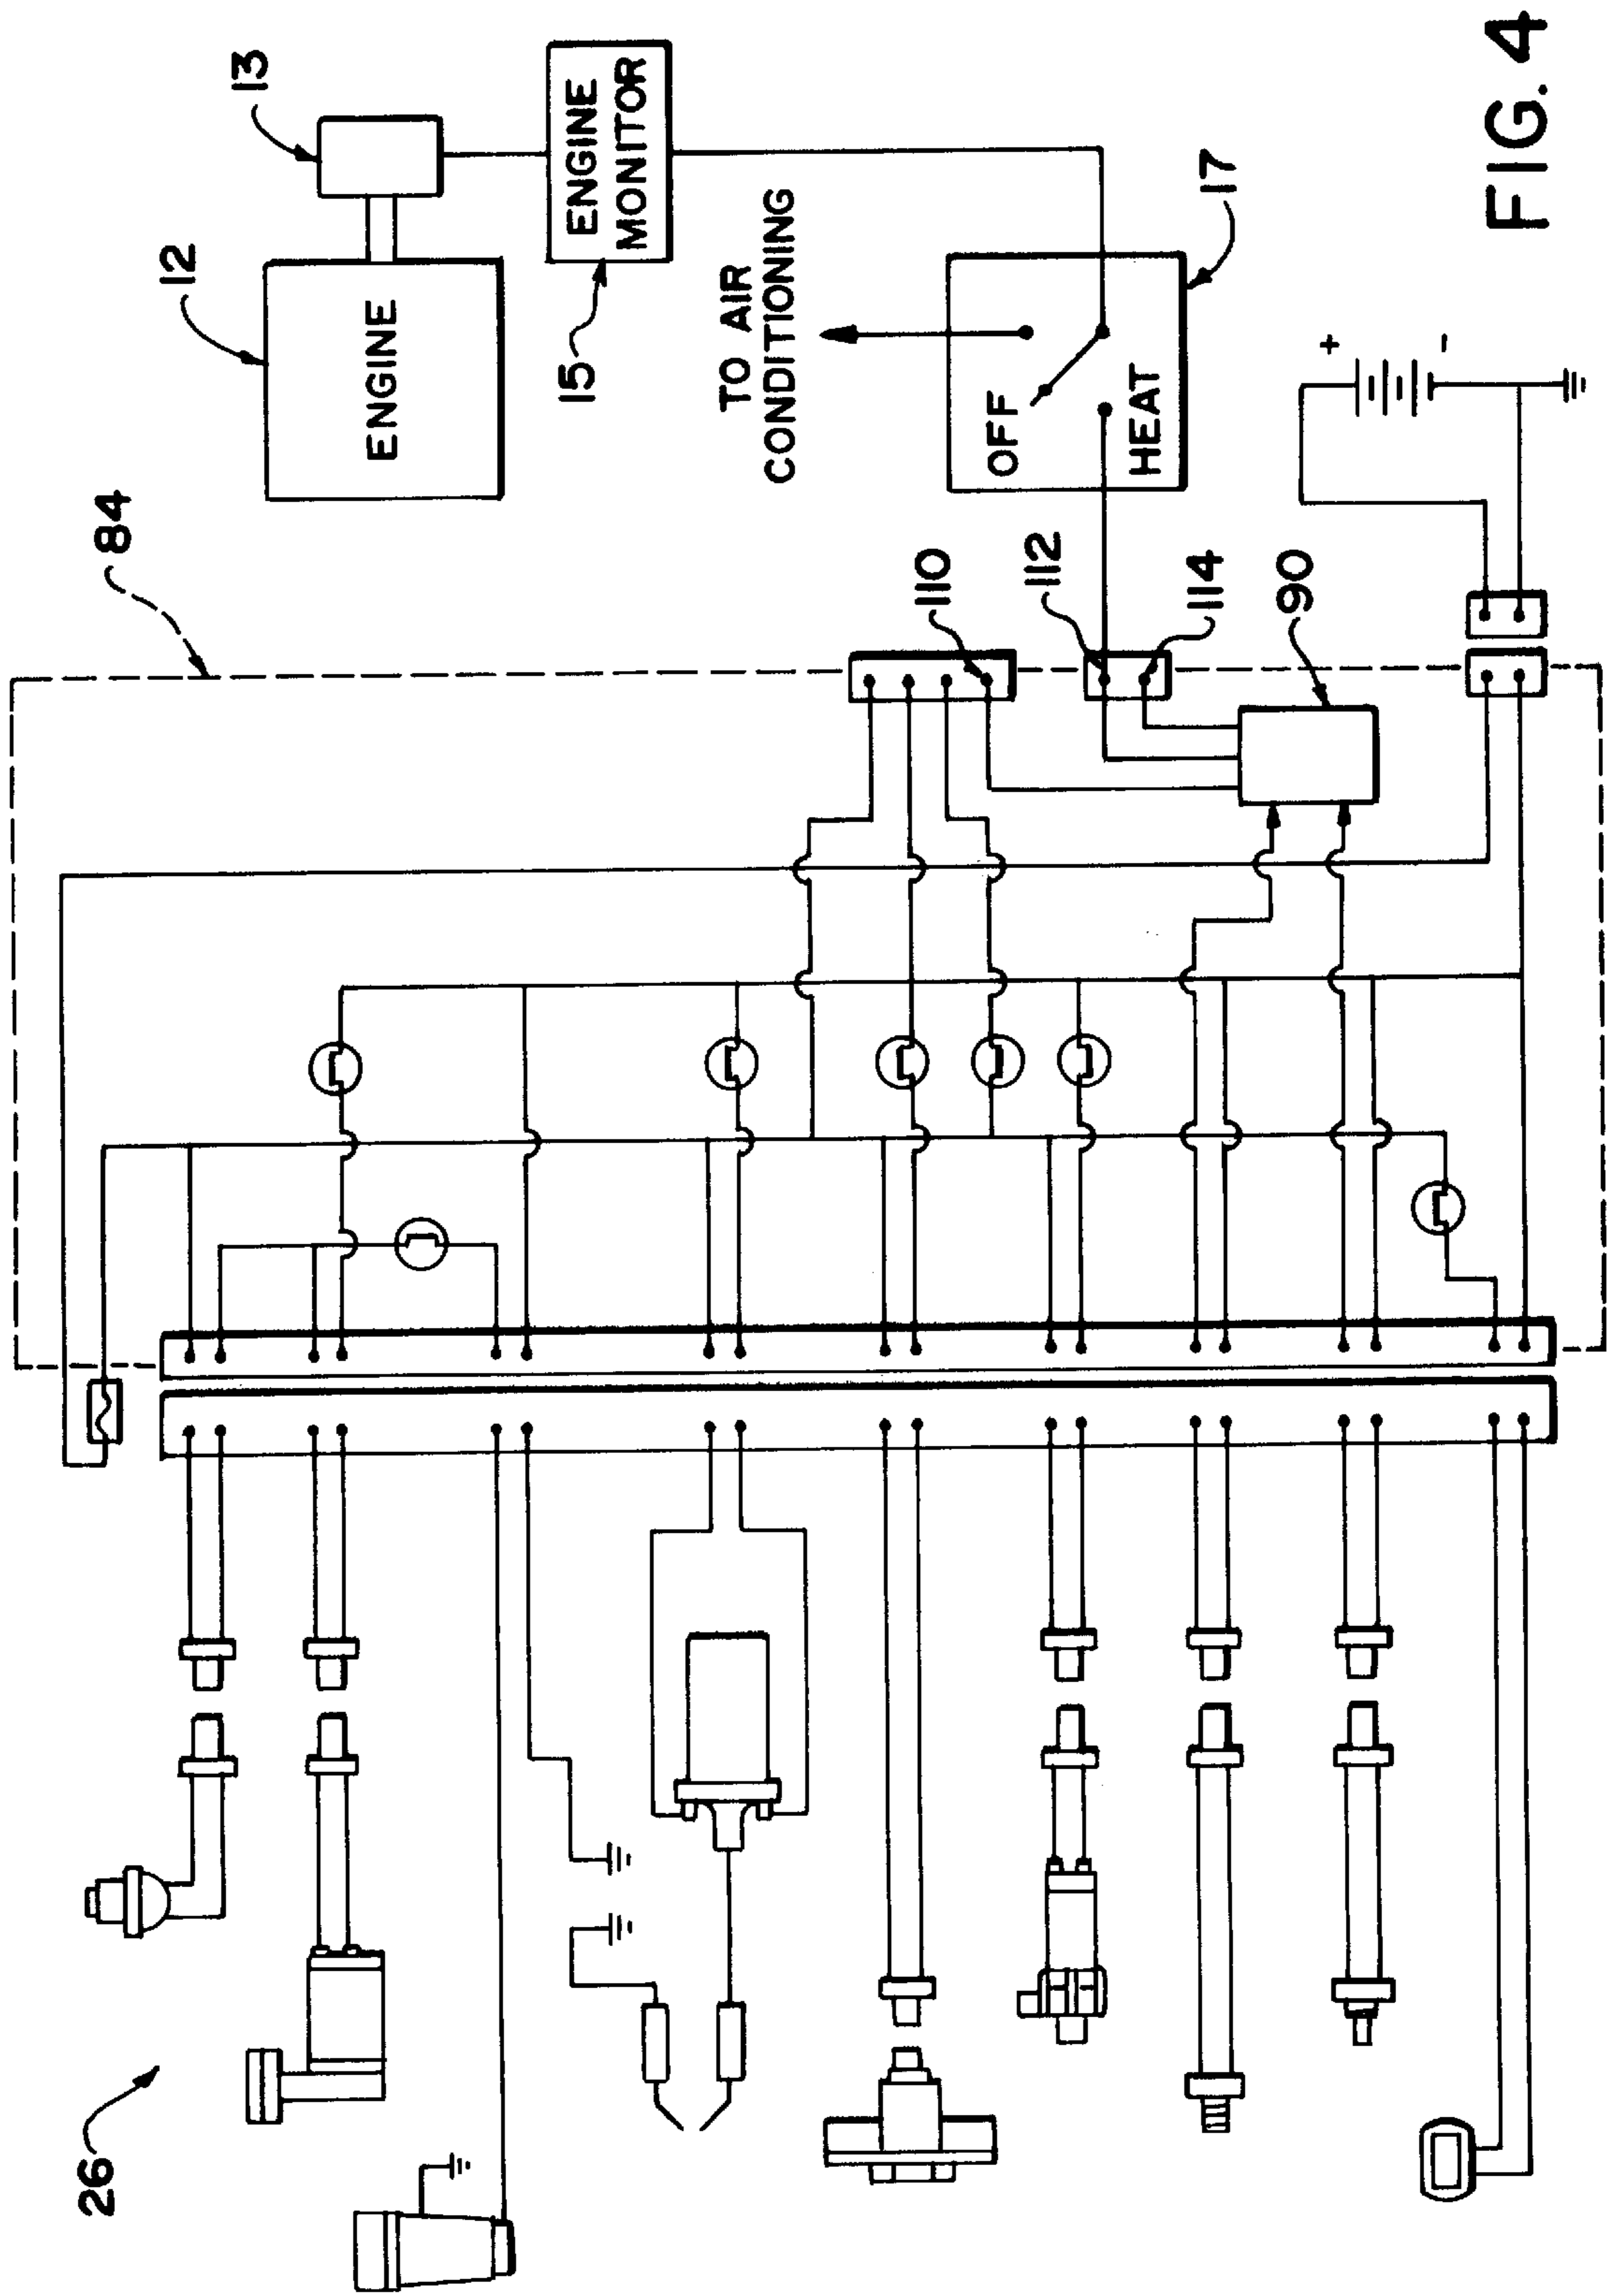 26
84
12
ENGINE
13
15
ENGINE
MONITOR
TO AIR
CONDITIONING
OFF
HEAT
17
110
112
114
90
+
-
FIG. 4